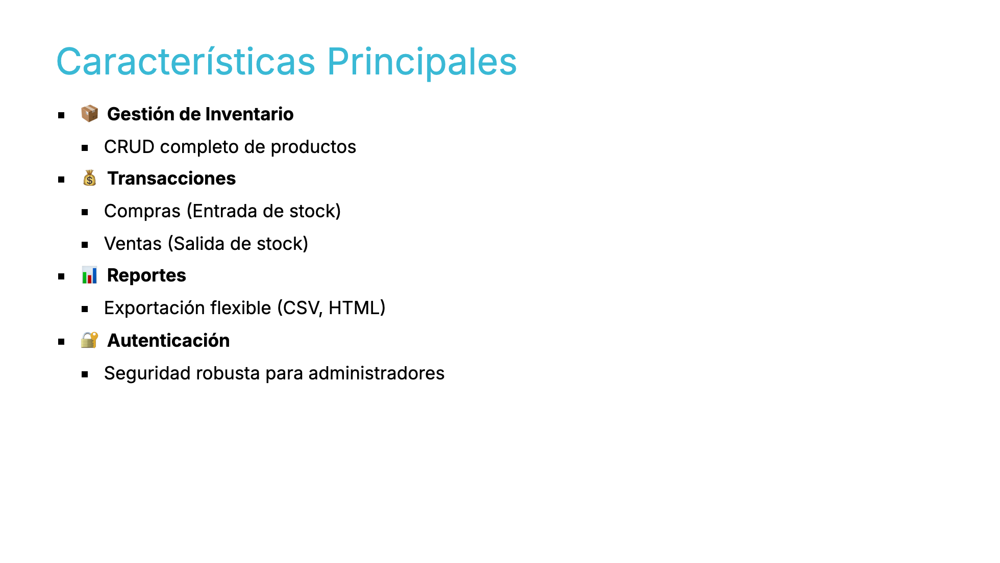 Características Principales
📦 Gestión de Inventario
CRUD completo de productos
💰 Transacciones
Compras (Entrada de stock)
Ventas (Salida de stock)
📊 Reportes
Exportación flexible (CSV, HTML)
🔐 Autenticación
Seguridad robusta para administradores